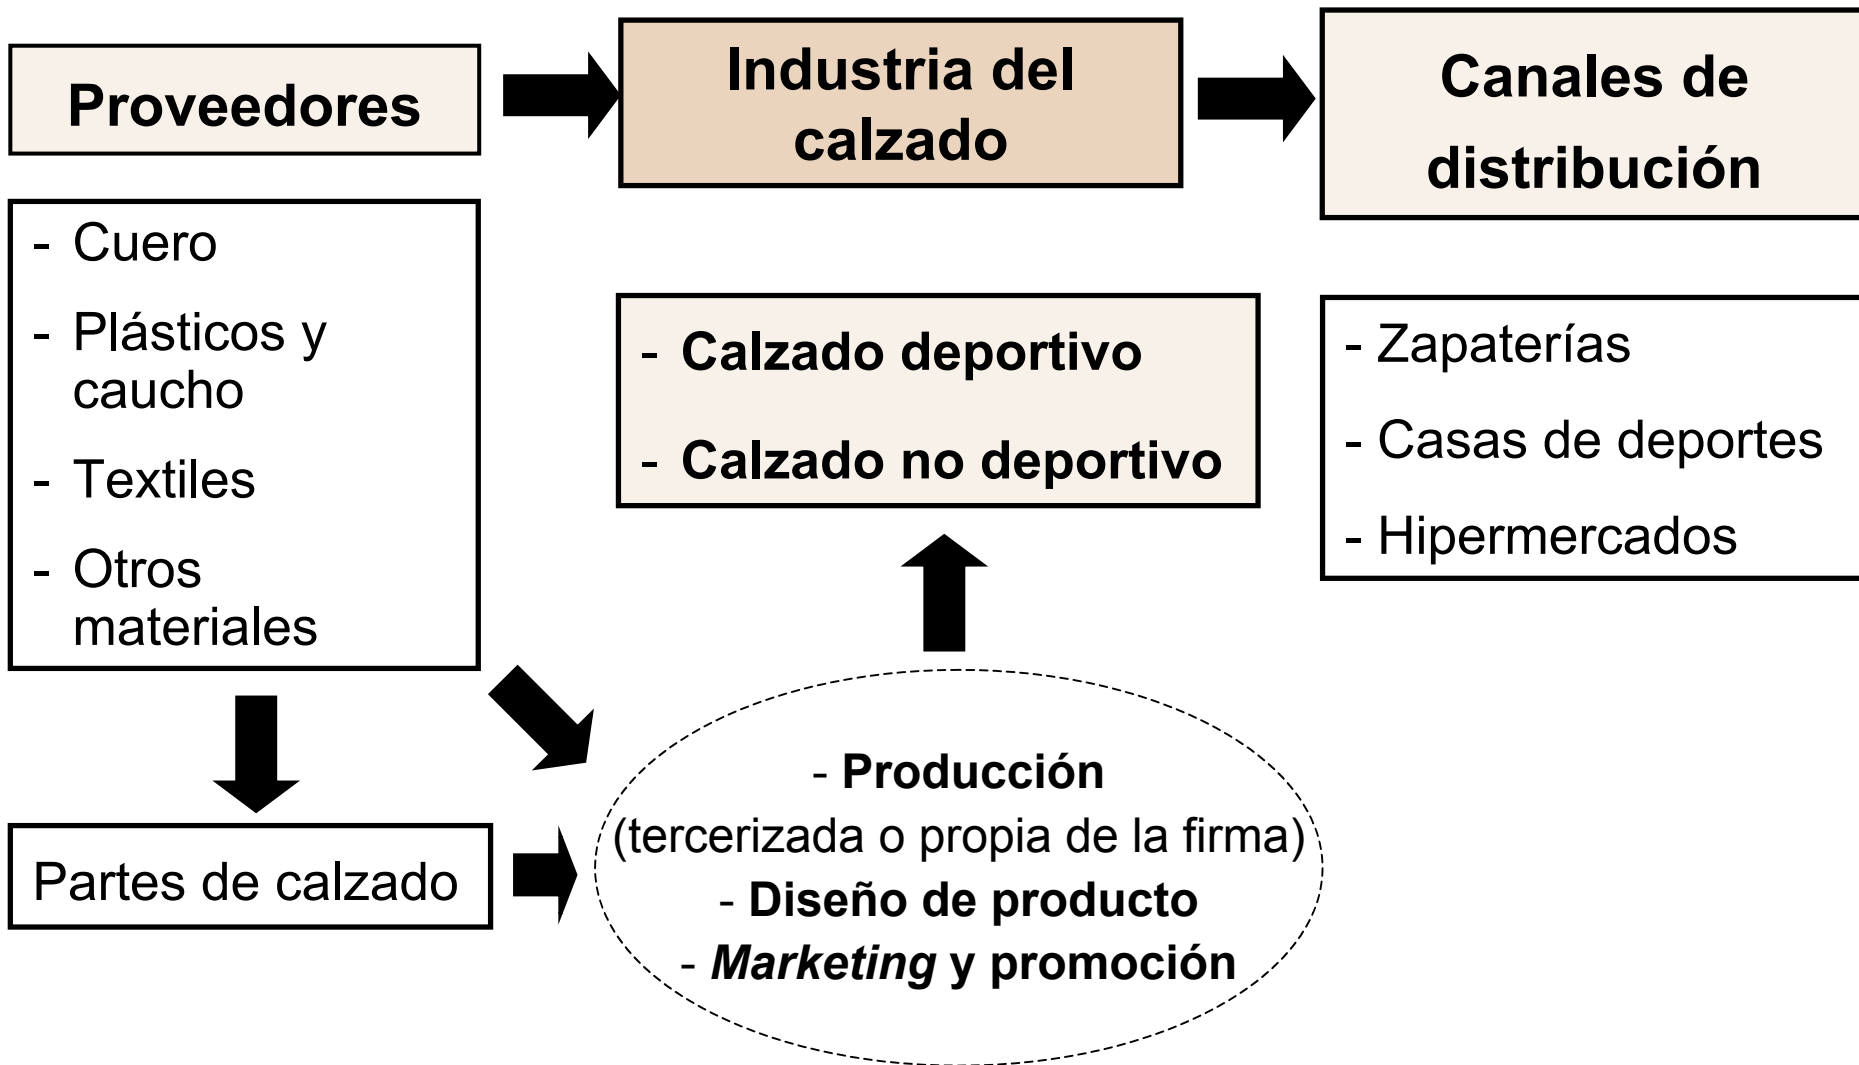 Proveedores
Industria del
calzado
Canales de
distribución
- Cuero
- Plásticos y
caucho
- Textiles
- Otros
materiales
- Calzado deportivo
- Calzado no deportivo
- Zapaterías
- Casas de deportes
- Hipermercados
Partes de calzado
- Producción
(tercerizada o propia de la firma)
- Diseño de producto
- Marketing y promoción